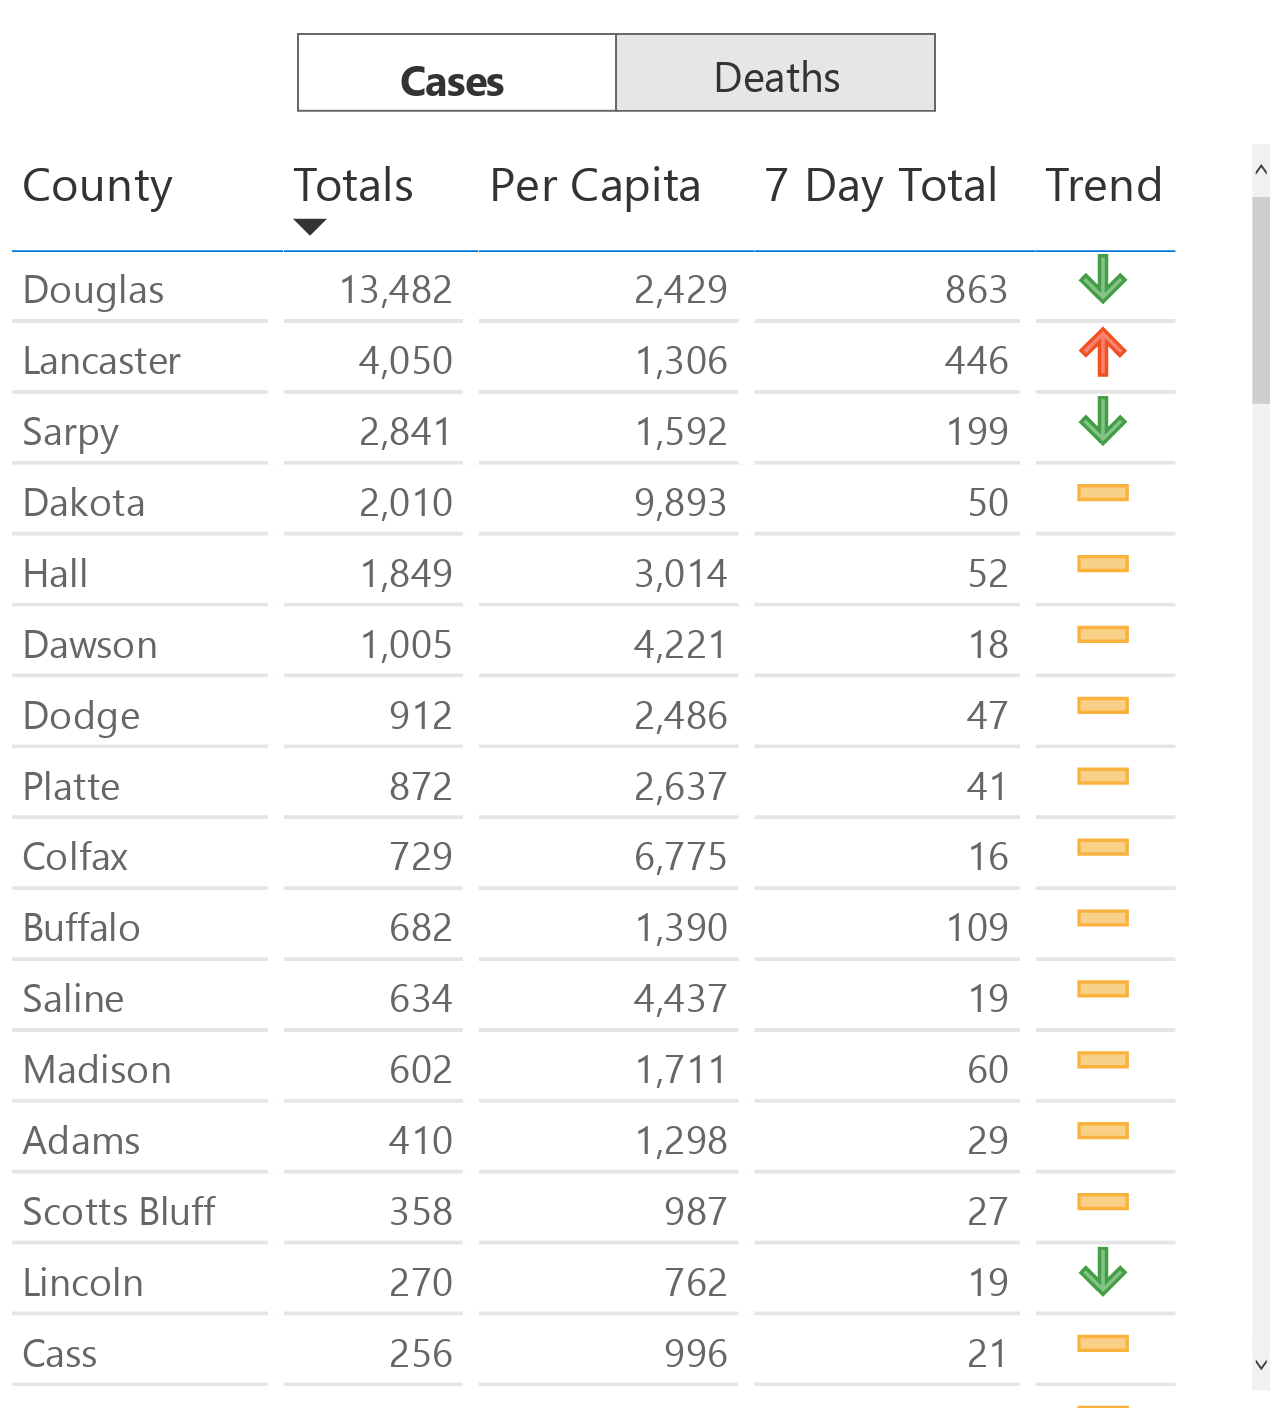 Cases Deaths
County Totals Per Capita 7 Day Total Trend
Douglas 13,482 2,429 863
Lancaster 4,050 1,306 446
Sarpy 2,841 1,592 199
Dakota 2,010 9,893 50
Hall 1,849 3,014 52
Dawson 1,005 4,221 18
Dodge 912 2,486 47
Platte 872 2,637 41
Colfax 729 6,775 16
Buffalo 682 1,390 109
Saline 634 4,437 19
Madison 602 1,711 60
Adams 410 1,298 29
Scotts Bluff 358 987 27
Lincoln 270 762 19
Cass 256 996 21